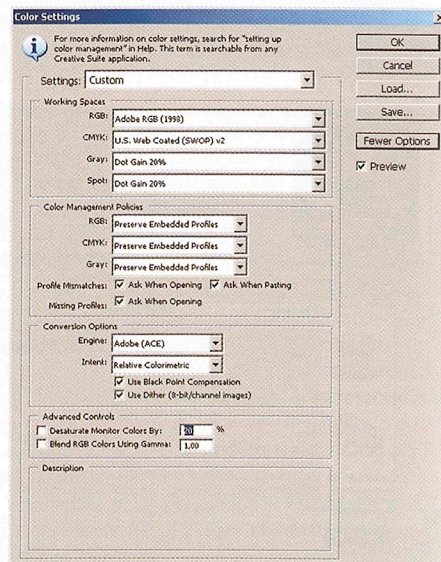 Color Settings
For more information on color settings, search for "setting up
color management" in Help. This term is searchable from any
Creative Suite application.
Settings: Custom
Working Spaces
RGB: Adobe RGB (1998)
CMYK: U.S. Web Coated (SWOP) v2
Gray: Dot Gain 20%
Spot: Dot Gain 20%
Color Management Policies
RGB: Preserve Embedded Profiles
CMYK: Preserve Embedded Profiles
Gray: Preserve Embedded Profiles
Profile Mismatches: Ask When Opening Ask When Pasting
Missing Profiles: Ask When Opening
Conversion Options
Engine: Adobe (ACE)
Intent: Relative Colorimetric
Use Black Point Compensation
Use Dither (8-bit/channel images)
Advanced Controls
Desaturate Monitor Colors By: 20 %
Blend RGB Colors Using Gamma: 1.00
Description
OK
Cancel
Load...
Save...
Fewer Options
Preview